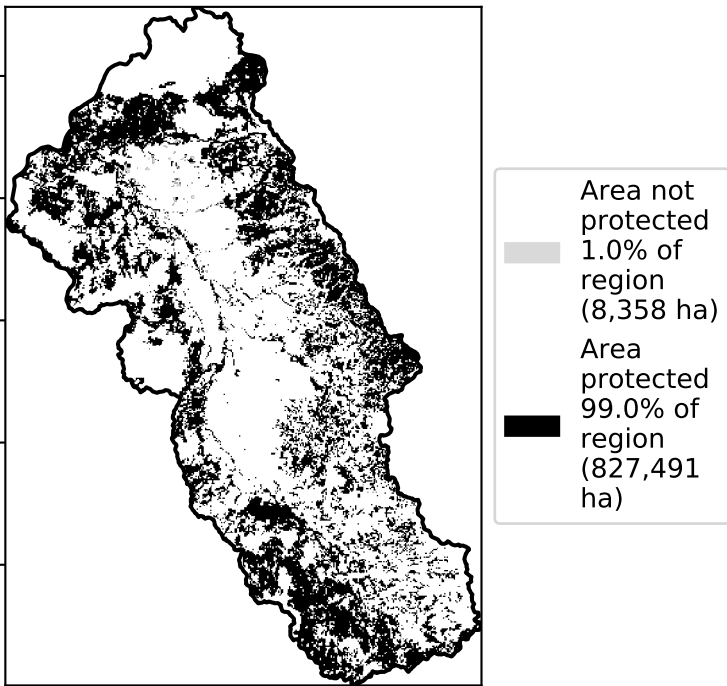 Area not
protected
1.0% of
region
(8,358 ha)
Area
protected
99.0% of
region
(827,491
ha)